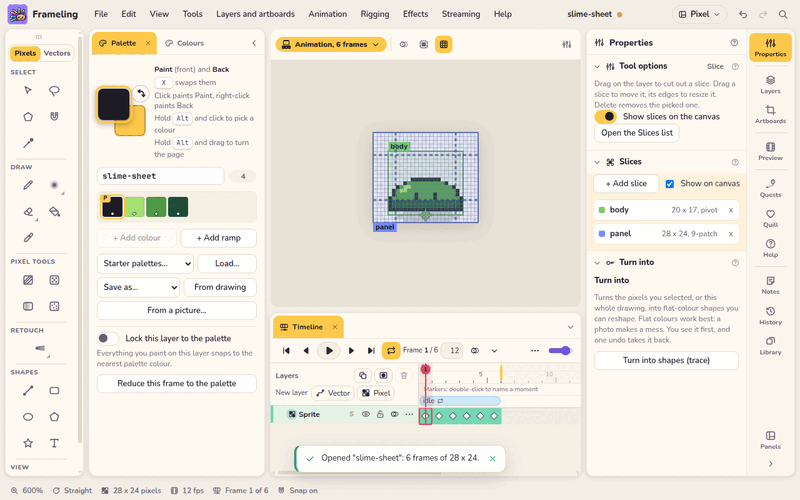 Frameling
File
Edit
View
Tools
Layers and artboards
Animation
Rigging
Effects
Streaming
Help
slime-sheet
Pixel
Pixels
Vectors
SELECT
DRAW
PIXEL TOOLS
RETOUCH
SHAPES
VIEW
Palette
Colours
Paint (front) and Back
X swaps them
Click paints Paint, right-click
paints Back
Hold Alt and click to pick a
colour
Hold Alt and drag to turn
the page
slime-sheet
4
P
+ Add colour
+ Add ramp
Starter palettes...
Load...
Save as...
From drawing
From a picture...
Lock this layer to the palette
Everything you paint on this layer snaps to the
nearest palette colour.
Reduce this frame to the palette
Animation, 6 frames
body
panel
Timeline
Frame 1 / 6
12
Layers
New layer
Vector
Pixel
Sprite
S
1
5
10
Markers: double-click to name a moment
idle
Opened "slime-sheet": 6 frames of 28 x 24.
Properties
Tool options
Slice
Drag on the layer to cut out a slice. Drag a
slice to move it, its edges to resize it.
Delete removes the picked one.
Show slices on the canvas
Open the Slices list
Slices
+ Add slice
Show on canvas
body
20 x 17, pivot
x
panel
28 x 24, 9-patch
x
Turn into
Turn into
Turns the pixels you selected, or this
whole drawing, into flat-colour shapes you
can reshape. Flat colours work best: a
photo makes a mess. You see it first, and
one undo takes it back.
Turn into shapes (trace)
Properties
Layers
Artboards
Preview
Quests
Quill
Help
Notes
History
Library
Panels
600%
Straight
28 x 24 pixels
12 fps
Frame 1 of 6
Snap on